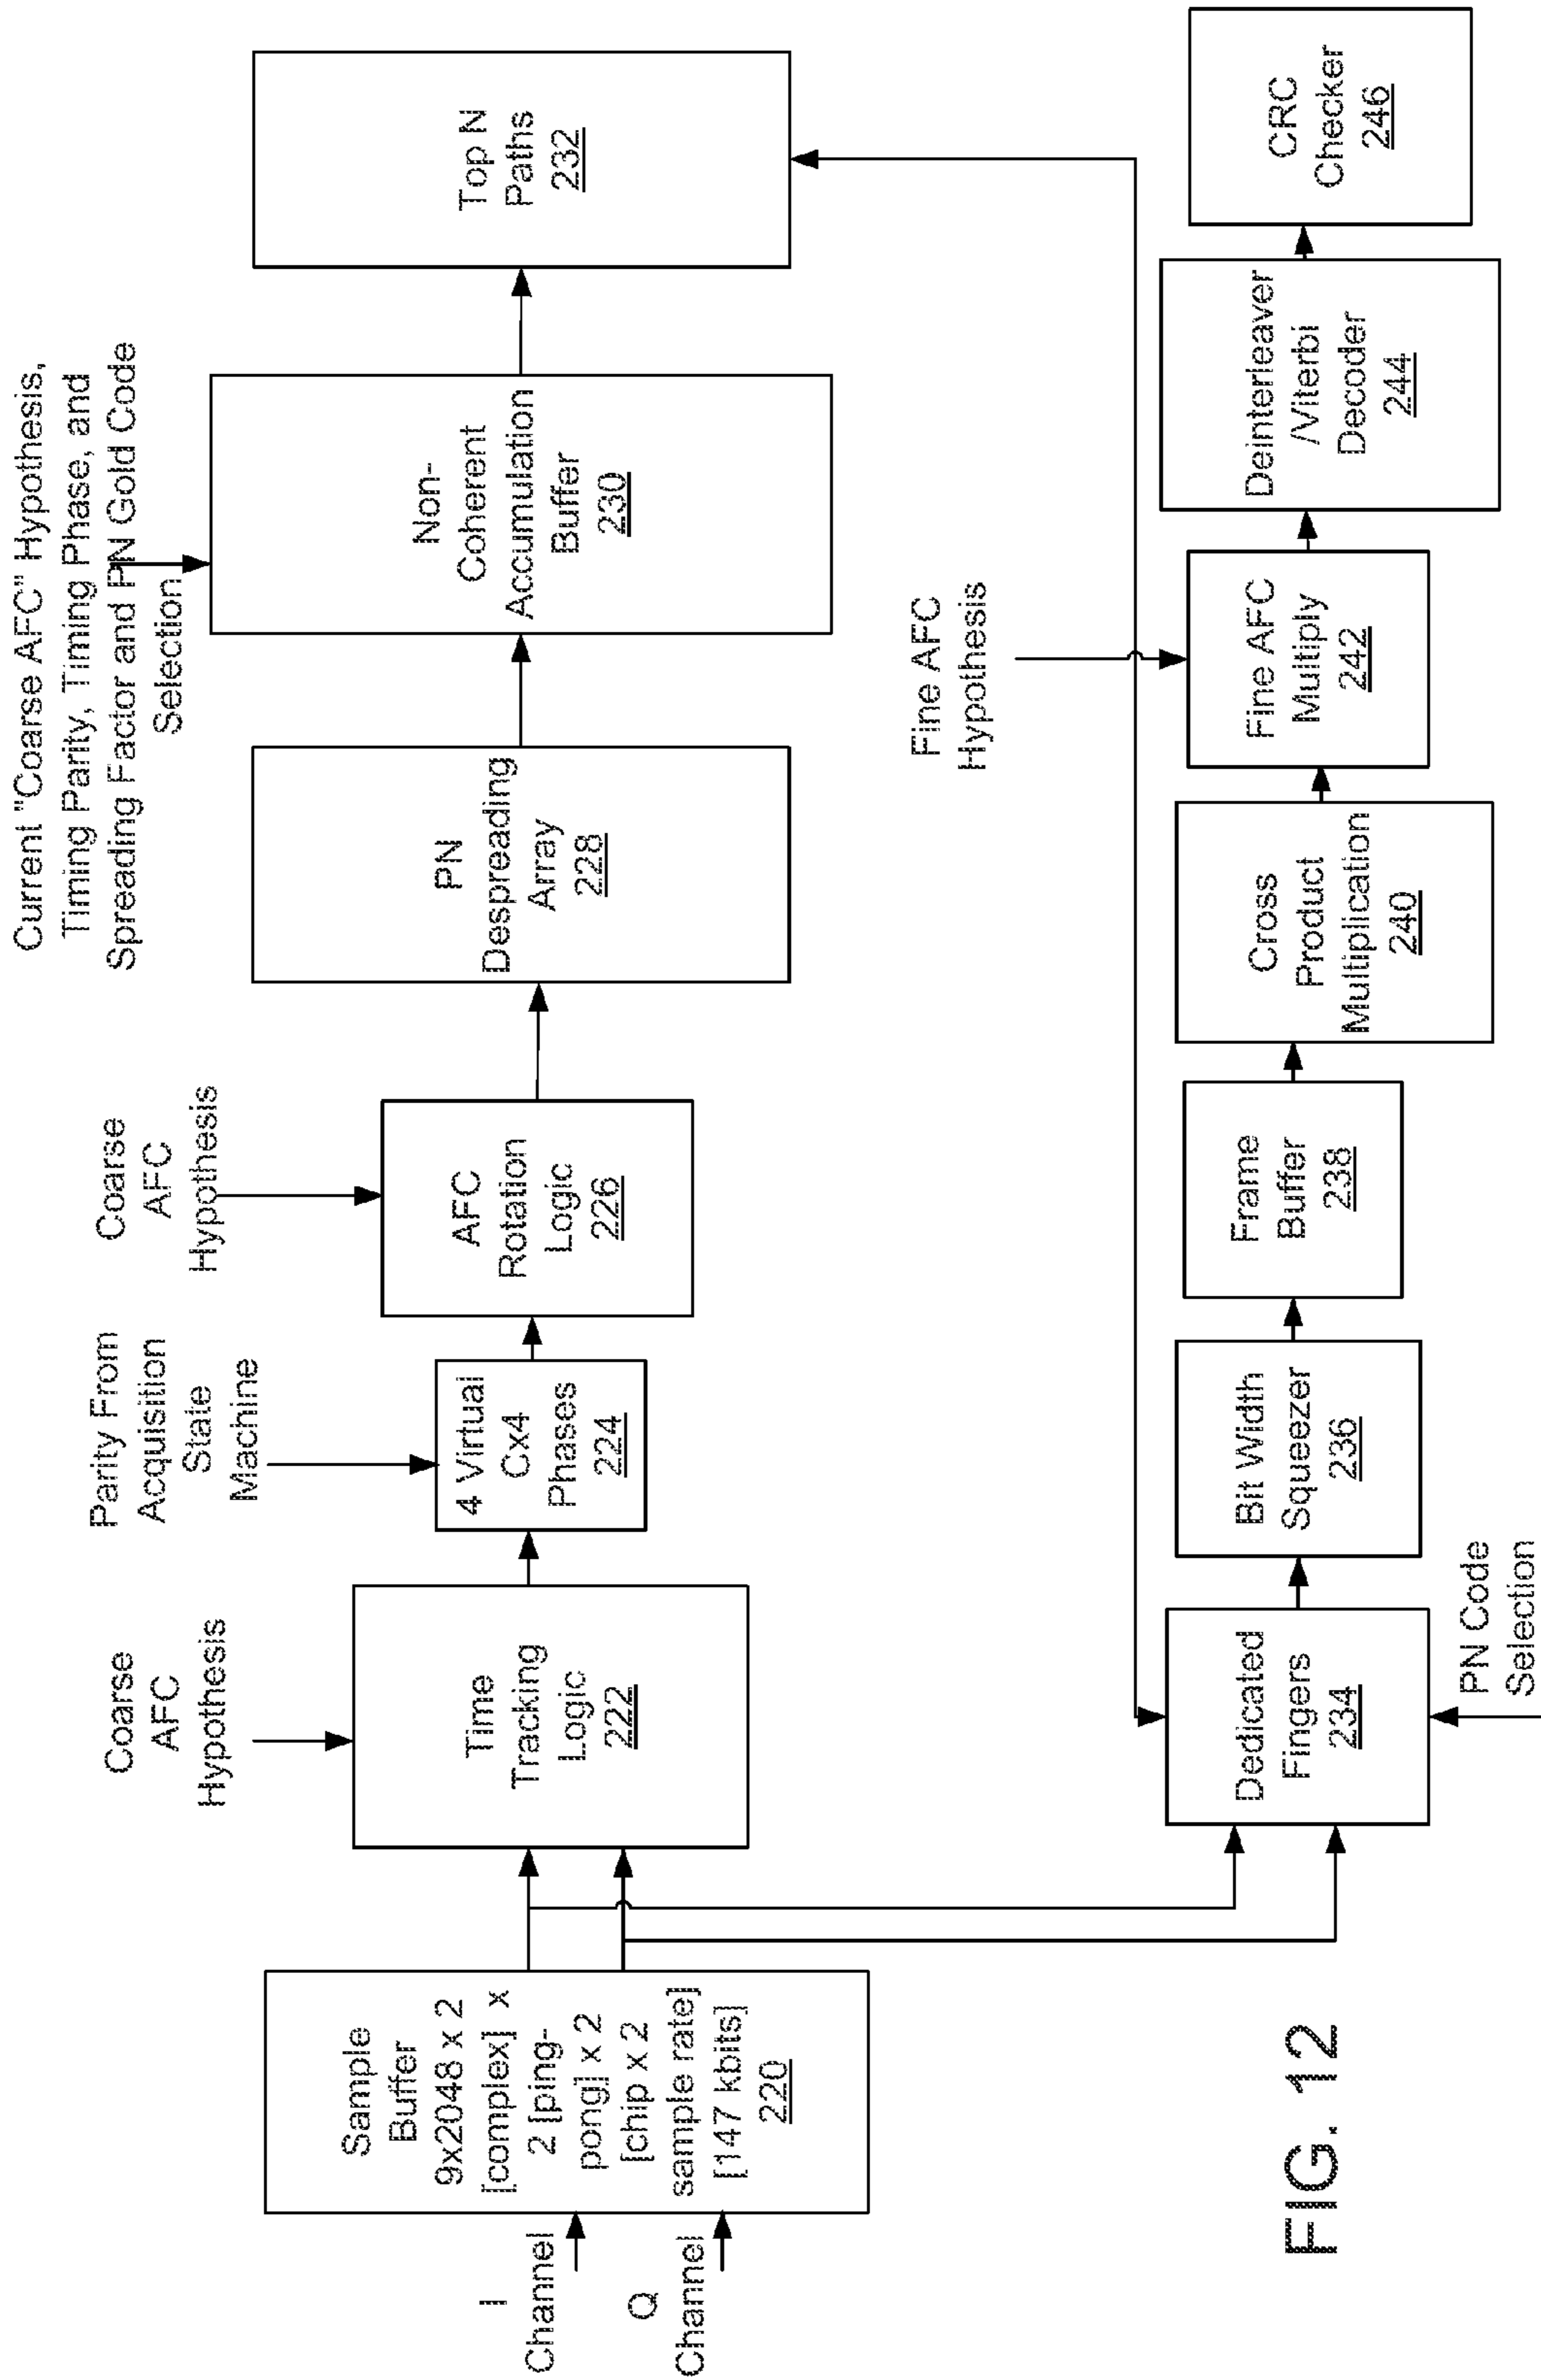 Current "Coarse AFC" Hypothesis,
Timing Parity, Timing Phase, and
Spreading Factor and PN Gold Code
Selection
Coarse
AFC
Hypothesis
Parity From
Acquisition
State
Machine
Coarse
AFC
Hypothesis
I
Channel
Q
Channel
Sample
Buffer
9x2048 x 2
[complex] x
2 [ping-
pong] x 2
[chip x 2
sample rate]
[147 kbits]
220
Time
Tracking
Logic
222
4 Virtual
Cx4
Phases
224
AFC
Rotation
Logic
226
PN
Despreading
Array
228
Non-
Coherent
Accumulation
Buffer
230
Top N
Paths
232
Fine AFC
Hypothesis
Dedicated
Fingers
234
PN Code
Selection
Bit Width
Squeezer
236
Frame
Buffer
238
Cross
Product
Multiplication
240
Fine AFC
Multiply
242
Deinterleaver
/Viterbi
Decoder
244
CRC
Checker
246
FIG. 12